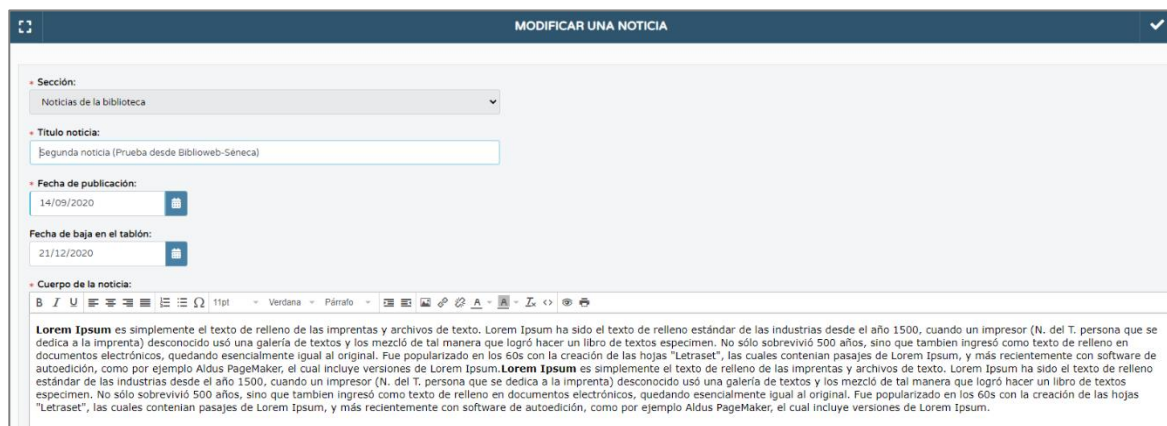 MODIFICAR UNA NOTICIA
* Sección:
Noticias de la biblioteca
* Título noticia:
Segunda noticia (Prueba desde Biblioweb-Séneca)
* Fecha de publicación:
14/09/2020
Fecha de baja en el tablón:
21/12/2020
* Cuerpo de la noticia:
B I U Ω 11pt Verdana Párrafo A A Tx <>
Lorem Ipsum es simplemente el texto de relleno de las imprentas y archivos de texto. Lorem Ipsum ha sido el texto de relleno estándar de las industrias desde el año 1500, cuando un impresor (N. del T. persona que se
dedica a la imprenta) desconocido usó una galería de textos y los mezcló de tal manera que logró hacer un libro de textos especimen. No sólo sobrevivió 500 años, sino que tambien ingresó como texto de relleno en
documentos electrónicos, quedando esencialmente igual al original. Fue popularizado en los 60s con la creación de las hojas "Letraset", las cuales contenian pasajes de Lorem Ipsum, y más recientemente con software de
autoedición, como por ejemplo Aldus PageMaker, el cual incluye versiones de Lorem Ipsum.Lorem Ipsum es simplemente el texto de relleno de las imprentas y archivos de texto. Lorem Ipsum ha sido el texto de relleno
estándar de las industrias desde el año 1500, cuando un impresor (N. del T. persona que se dedica a la imprenta) desconocido usó una galería de textos y los mezcló de tal manera que logró hacer un libro de textos
especimen. No sólo sobrevivió 500 años, sino que tambien ingresó como texto de relleno en documentos electrónicos, quedando esencialmente igual al original. Fue popularizado en los 60s con la creación de las hojas
"Letraset", las cuales contenian pasajes de Lorem Ipsum, y más recientemente con software de autoedición, como por ejemplo Aldus PageMaker, el cual incluye versiones de Lorem Ipsum.